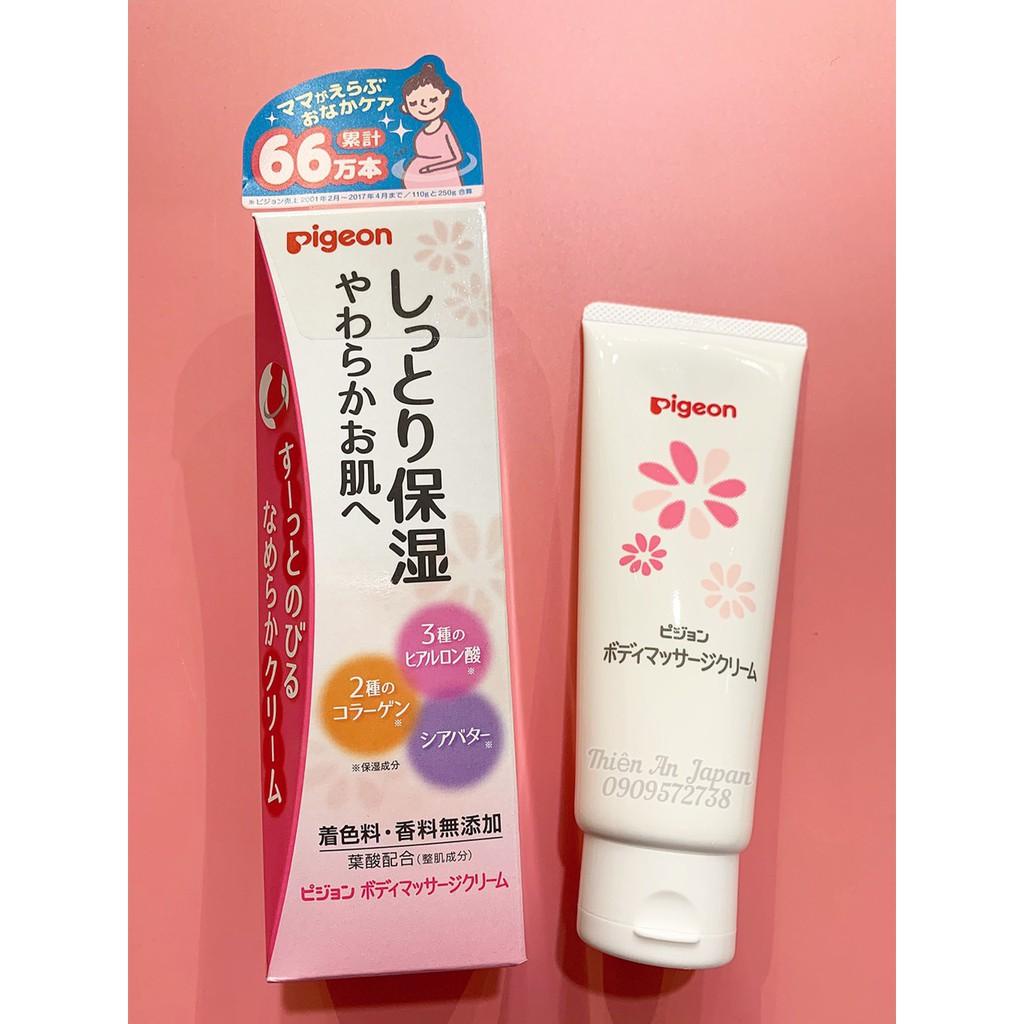 ママがえらぶ
おなかケア
累計
66万本
※ピジョン売上 2001年2月〜2017年4月まで/110gと250g合算
Pigeon
しっとり保湿
やわらかお肌へ
すーっとのびる
なめらかクリーム
3種の
ヒアルロン酸
※
2種の
コラーゲン
※
シアバター※
※保湿成分
着色料・香料無添加
葉酸配合(整肌成分)
ピジョン ボディマッサージクリーム
Pigeon
ピジョン
ボディマッサージクリーム
Thiên An Japan
0909572738